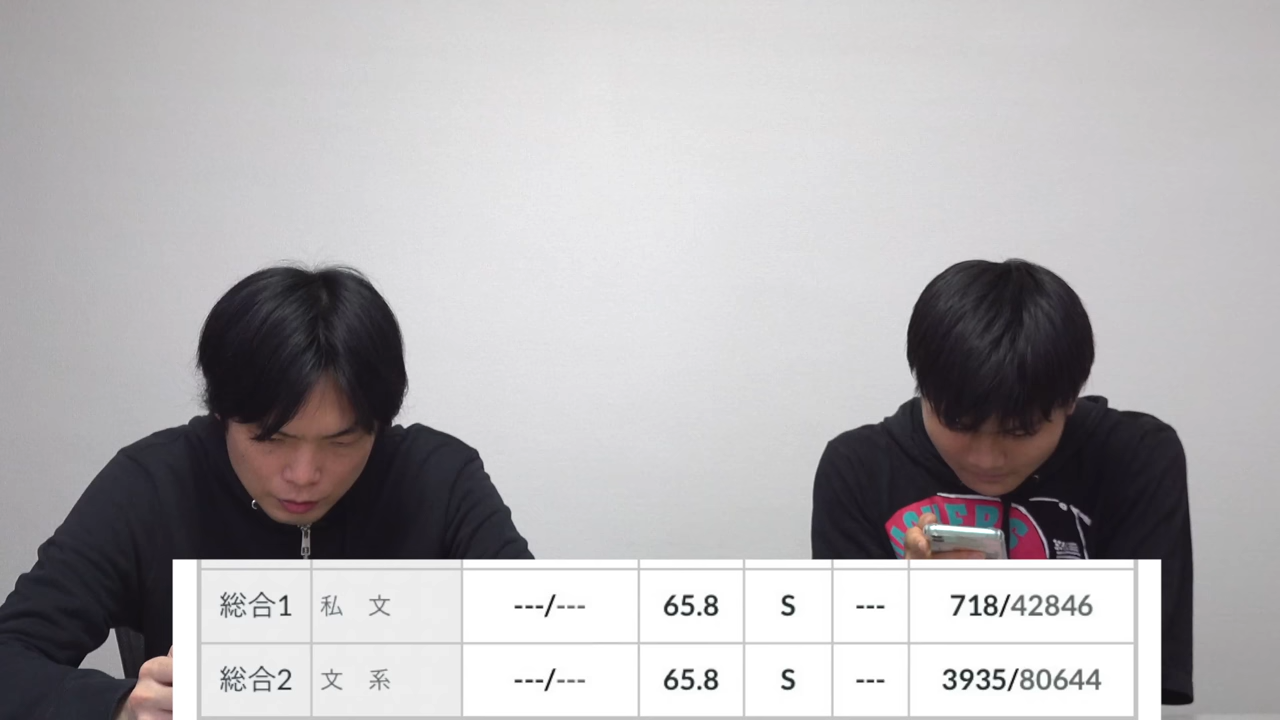 総合1 私 文 ---/--- 65.8 S --- 718/42846
総合2 文 系 ---/--- 65.8 S --- 3935/80644